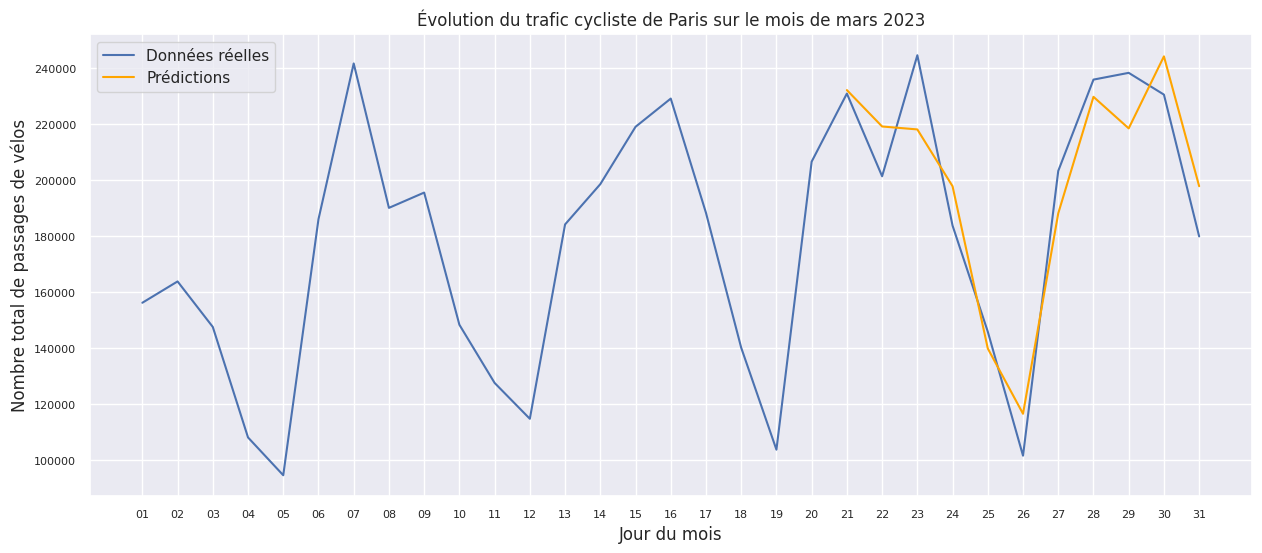 Évolution du trafic cycliste de Paris sur le mois de mars 2023
Données réelles
Prédictions
Nombre total de passages de vélos
240000
220000
200000
180000
160000
140000
120000
100000
01 02 03 04 05 06 07 08 09 10 11 12 13 14 15 16 17 18 19 20 21 22 23 24 25 26 27 28 29 30 31
Jour du mois